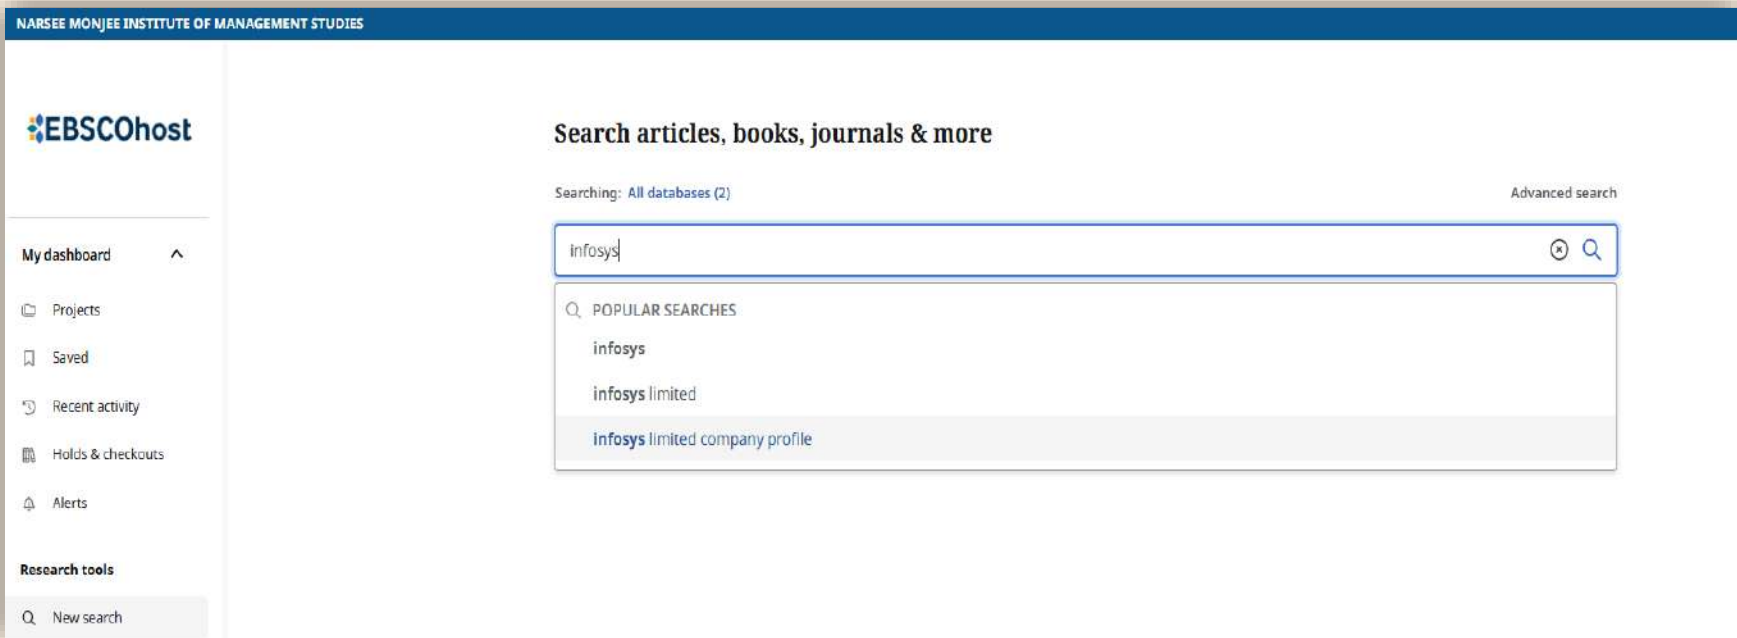 NARSEE MONJEE INSTITUTE OF MANAGEMENT STUDIES
EBSCOhost
My dashboard
Projects
Saved
Recent activity
Holds & checkouts
Alerts
Research tools
New search
Search articles, books, journals & more
Searching: All databases (2)
Advanced search
infosys
POPULAR SEARCHES
infosys
infosys limited
infosys limited company profile